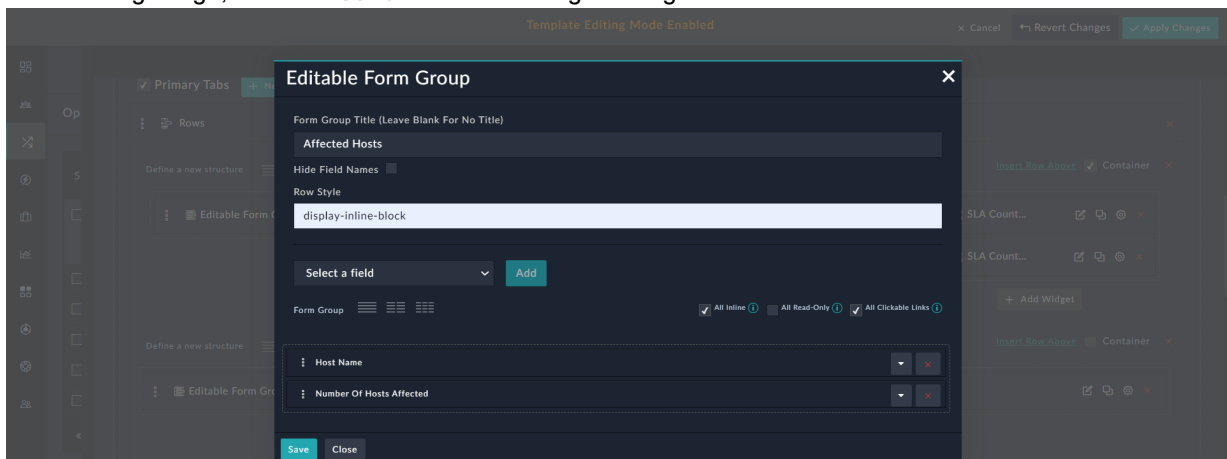 Template Editing Mode Enabled
× Cancel
Revert Changes
Apply Changes
Primary Tabs
Op
Rows
Define a new structure
Insert Row Above
Container
Editable Form
SLA Count...
SLA Count...
+ Add Widget
Define a new structure
Insert Row Above
Container
Editable Form
Editable Form Group
Form Group Title (Leave Blank For No Title)
Affected Hosts
Hide Field Names
Row Style
display-inline-block
Select a field
Add
Form Group
All Inline
All Read-Only
All Clickable Links
Host Name
Number Of Hosts Affected
Save
Close